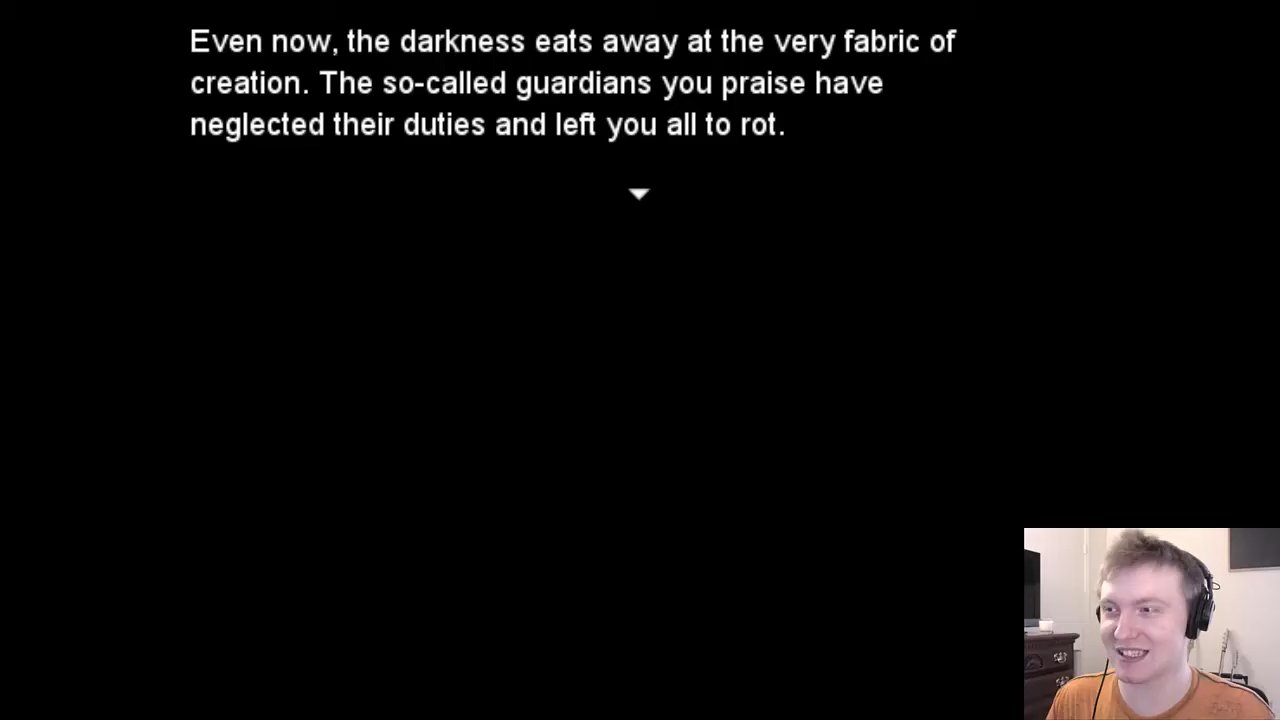 Even now, the darkness eats away at the very fabric of
creation. The so-called guardians you praise have
neglected their duties and left you all to rot.